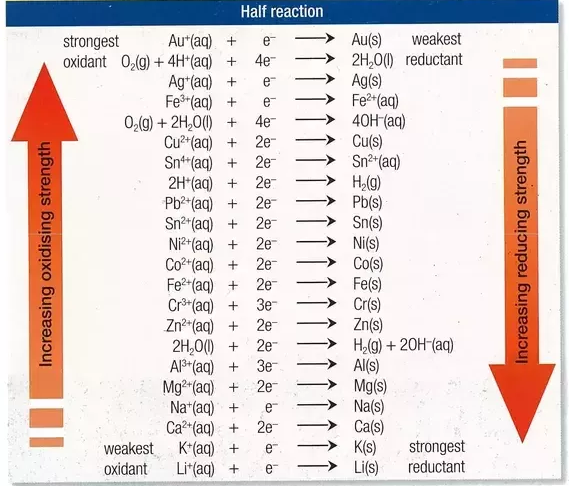 Half reaction
strongest Au⁺(aq) + e⁻ ⟶ Au(s) weakest
oxidant O₂(g) + 4H⁺(aq) + 4e⁻ ⟶ 2H₂O(l) reductant
Ag⁺(aq) + e⁻ ⟶ Ag(s)
Fe³⁺(aq) + e⁻ ⟶ Fe²⁺(aq)
O₂(g) + 2H₂O(l) + 4e⁻ ⟶ 4OH⁻(aq)
Cu²⁺(aq) + 2e⁻ ⟶ Cu(s)
Sn⁴⁺(aq) + 2e⁻ ⟶ Sn²⁺(aq)
2H⁺(aq) + 2e⁻ ⟶ H₂(g)
Pb²⁺(aq) + 2e⁻ ⟶ Pb(s)
Sn²⁺(aq) + 2e⁻ ⟶ Sn(s)
Ni²⁺(aq) + 2e⁻ ⟶ Ni(s)
Co²⁺(aq) + 2e⁻ ⟶ Co(s)
Fe²⁺(aq) + 2e⁻ ⟶ Fe(s)
Cr³⁺(aq) + 3e⁻ ⟶ Cr(s)
Zn²⁺(aq) + 2e⁻ ⟶ Zn(s)
2H₂O(l) + 2e⁻ ⟶ H₂(g) + 2OH⁻(aq)
Al³⁺(aq) + 3e⁻ ⟶ Al(s)
Mg²⁺(aq) + 2e⁻ ⟶ Mg(s)
Na⁺(aq) + e⁻ ⟶ Na(s)
Ca²⁺(aq) + 2e⁻ ⟶ Ca(s)
weakest K⁺(aq) + e⁻ ⟶ K(s) strongest
oxidant Li⁺(aq) + e⁻ ⟶ Li(s) reductant
Increasing oxidising strength
Increasing reducing strength